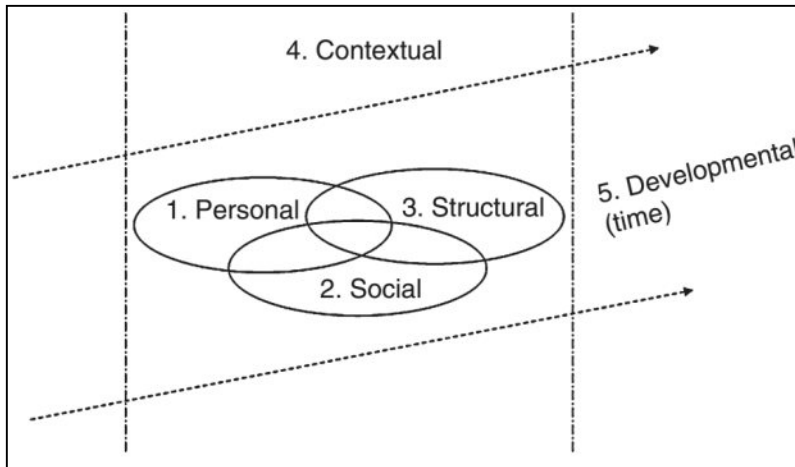 4. Contextual
1. Personal
3. Structural
2. Social
5. Developmental
(time)